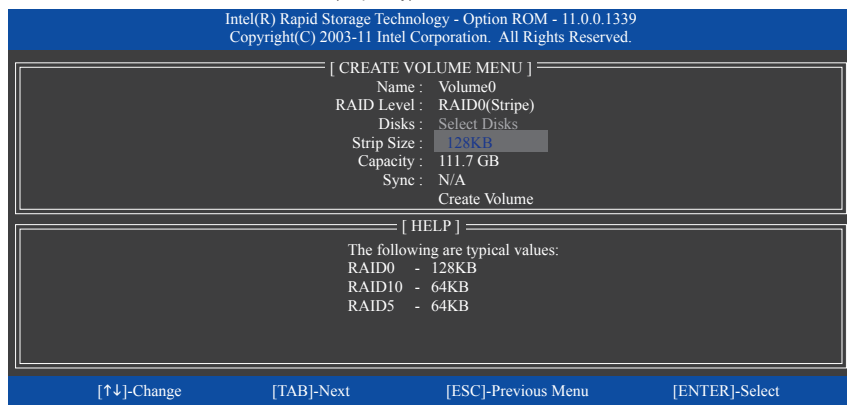 Intel(R) Rapid Storage Technology - Option ROM - 11.0.0.1339
Copyright(C) 2003-11 Intel Corporation. All Rights Reserved.
[ CREATE VOLUME MENU ]
Name : Volume0
RAID Level : RAID0(Stripe)
Disks : Select Disks
Strip Size : 128KB
Capacity : 111.7 GB
Sync : N/A
Create Volume
[ HELP ]
The following are typical values:
RAID0 - 128KB
RAID10 - 64KB
RAID5 - 64KB
[↑↓]-Change [TAB]-Next [ESC]-Previous Menu [ENTER]-Select